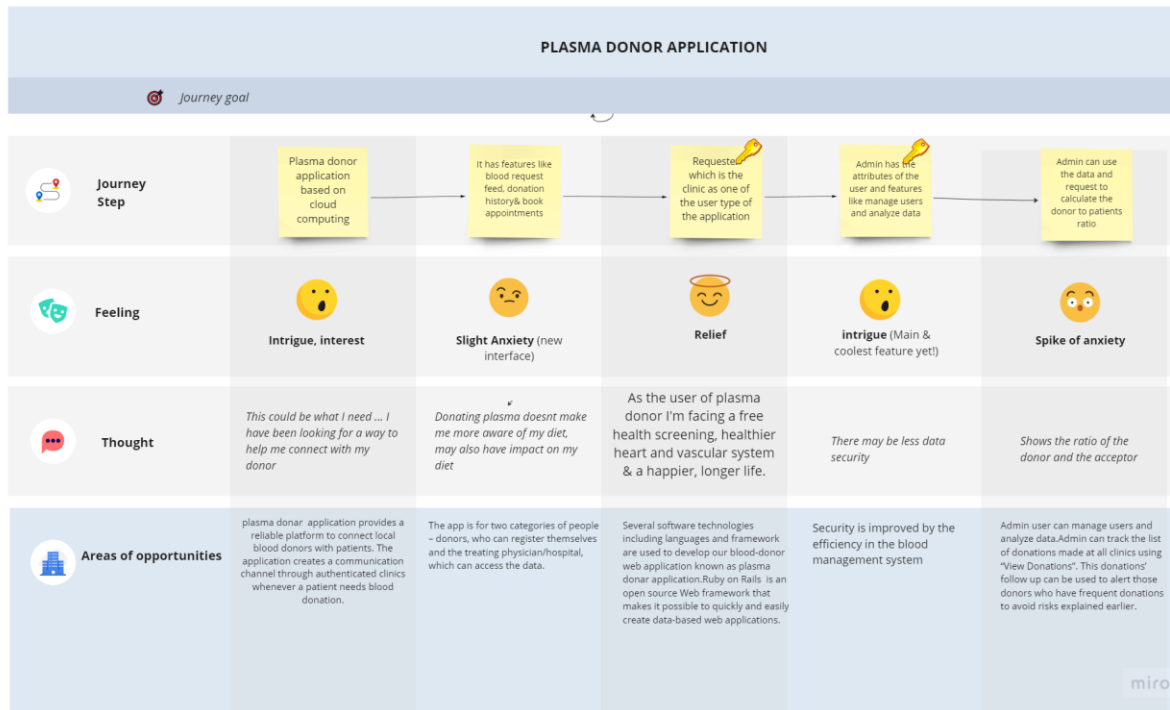 PLASMA DONOR APPLICATION
Journey goal
Journey
Step
Plasma donor
application
based on
cloud
computing
It has features like
blood request
feed, donation
history& book
appointments
Requester
which is the
clinic as one of
the user type of
the application
Admin has the
attributes of the
user and features
like manage users
and analyze data
Admin can use
the data and
request to
calculate the
donor to patients
ratio
Feeling
Intrigue, interest
Slight Anxiety (new
interface)
Relief
intrigue (Main &
coolest feature yet!)
Spike of anxiety
Thought
This could be what I need ... I
have been looking for a way to
help me connect with my
donor
Donating plasma doesnt make
me more aware of my diet,
may also have impact on my
diet
As the user of plasma
donor I'm facing a free
health screening, healthier
heart and vascular system
& a happier, longer life.
There may be less data
security
Shows the ratio of the
donor and the acceptor
Areas of opportunities
plasma donar application provides a
reliable platform to connect local
blood donors with patients. The
application creates a communication
channel through authenticated clinics
whenever a patient needs blood
donation.
The app is for two categories of people
– donors, who can register themselves
and the treating physician/hospital,
which can access the data.
Several software technologies
including languages and framework
are used to develop our blood-donor
web application known as plasma
donar application.Ruby on Rails is an
open source Web framework that
makes it possible to quickly and easily
create data-based web applications.
Security is improved by the
efficiency in the blood
management system
Admin user can manage users and
analyze data.Admin can track the list
of donations made at all clinics using
“View Donations”. This donations’
follow up can be used to alert those
donors who have frequent donations
to avoid risks explained earlier.
miro